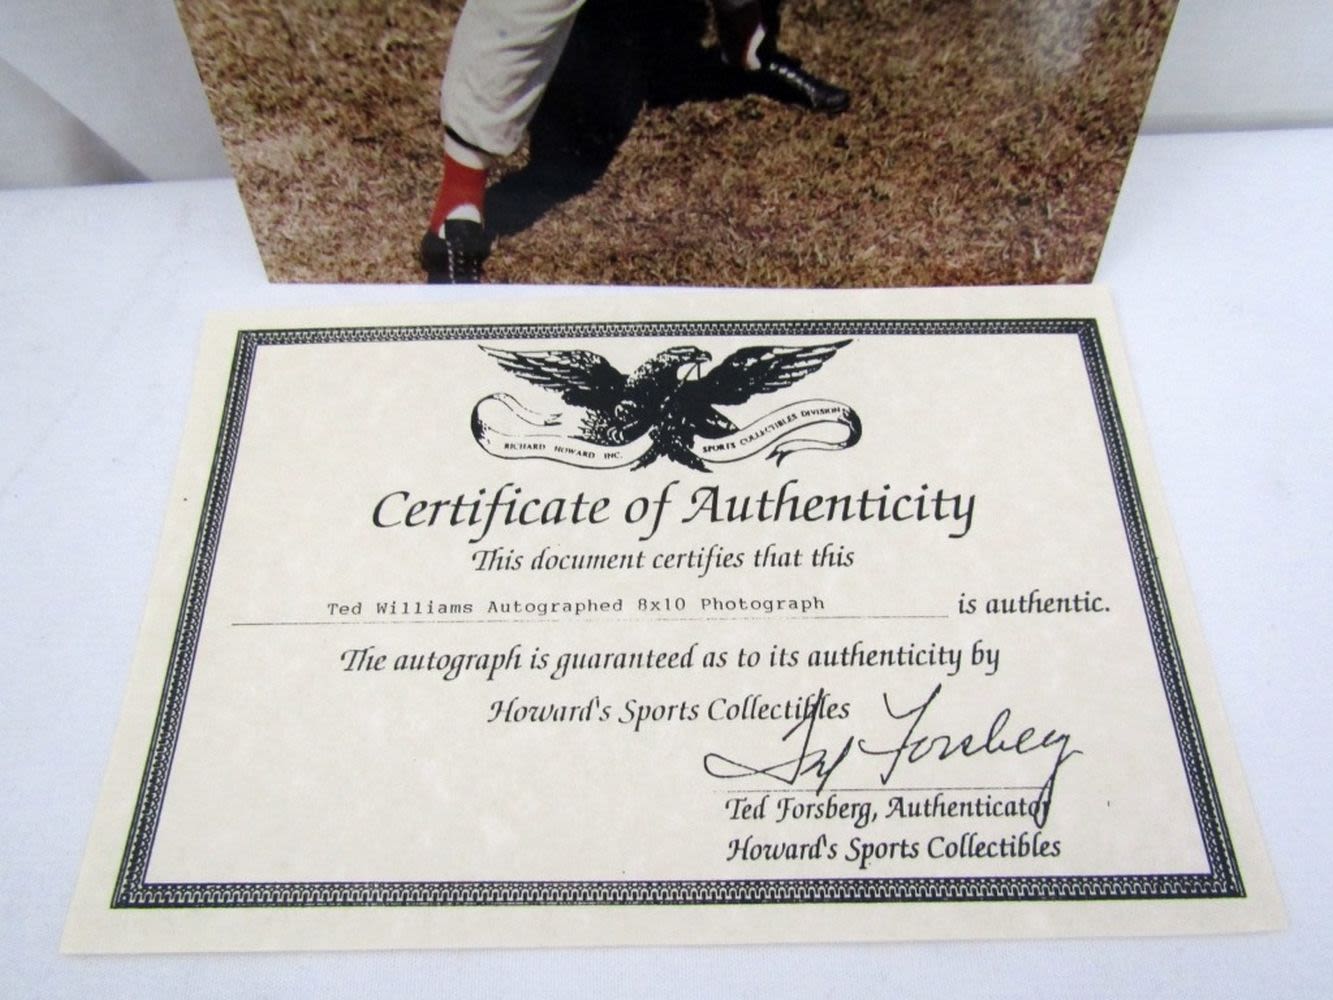 RICHARD HOWARD INC.
SPORTS COLLECTIBLES DIVISION
Certificate of Authenticity
This document certifies that this
Ted Williams Autographed 8x10 Photograph is authentic.
The autograph is guaranteed as to its authenticity by
Howard's Sports Collectibles
Ted Forsberg
Ted Forsberg, Authenticator
Howard's Sports Collectibles